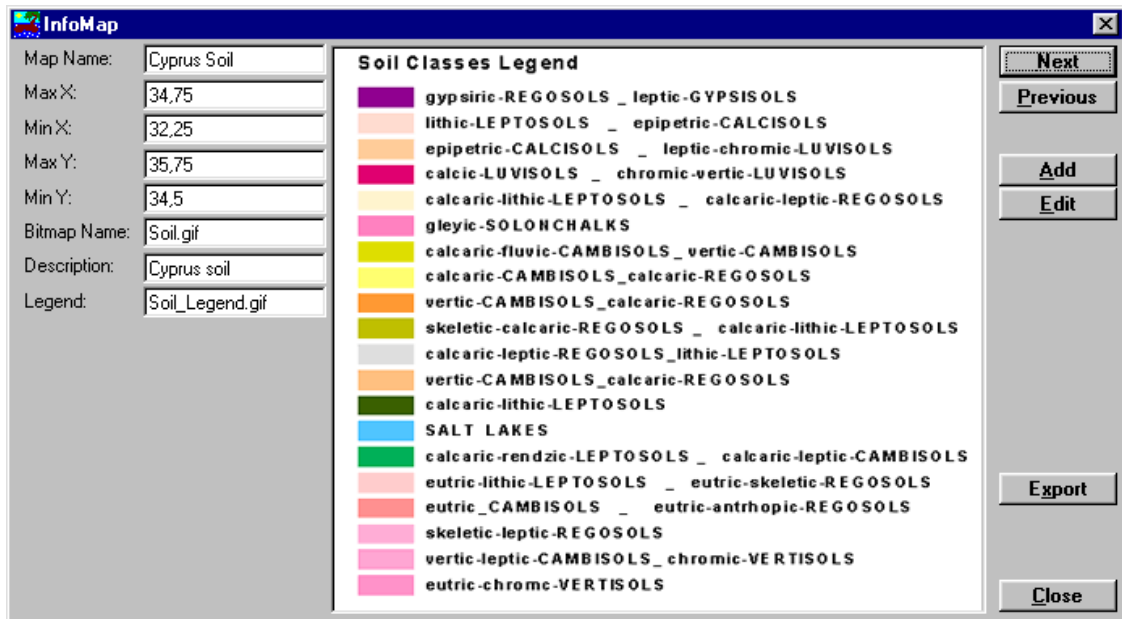 InfoMap
Map Name: Cyprus Soil
Max X: 34,75
Min X: 32,25
Max Y: 35,75
Min Y: 34,5
Bitmap Name: Soil.gif
Description: Cyprus soil
Legend: Soil_Legend.gif
Soil Classes Legend
gypsiric-REGOSOLS _ leptic-GYPSISOLS
lithic-LEPTOSOLS _ epipetric-CALCISOLS
epipetric-CALCISOLS _ leptic-chromic-LUVISOLS
calcic-LUVISOLS _ chromic-vertic-LUVISOLS
calcaric-lithic-LEPTOSOLS _ calcaric-leptic-REGOSOLS
gleyic-SOLONCHALKS
calcaric-fluvic-CAMBISOLS_vertic-CAMBISOLS
calcaric-CAMBISOLS_calcaric-REGOSOLS
vertic-CAMBISOLS_calcaric-REGOSOLS
skeletic-calcaric-REGOSOLS _ calcaric-lithic-LEPTOSOLS
calcaric-leptic-REGOSOLS_lithic-LEPTOSOLS
vertic-CAMBISOLS_calcaric-REGOSOLS
calcaric-lithic-LEPTOSOLS
SALT LAKES
calcaric-rendzic-LEPTOSOLS _ calcaric-leptic-CAMBISOLS
eutric-lithic-LEPTOSOLS _ eutric-skeletic-REGOSOLS
eutric_CAMBISOLS _ eutric-antrhopic-REGOSOLS
skeletic-leptic-REGOSOLS
vertic-leptic-CAMBISOLS_chromic-VERTISOLS
eutric-chromc-VERTISOLS
Next
Previous
Add
Edit
Export
Close